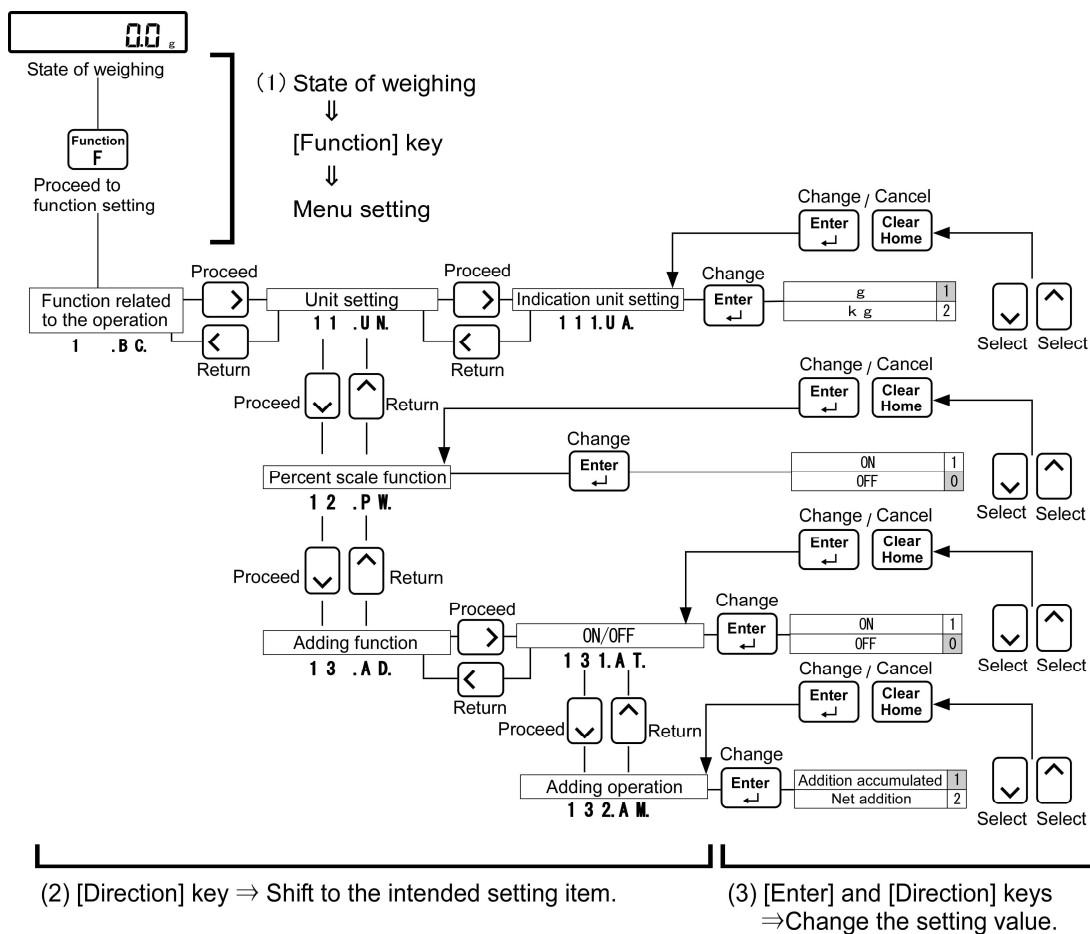 0.0 g
State of weighing
Function
F
Proceed to
function setting
(1) State of weighing
⇓
[Function] key
⇓
Menu setting
Change / Cancel
Enter
Clear
Home
Proceed
Proceed
Change
Function related
to the operation
1 .B C.
Unit setting
1 1 .U N.
Indication unit setting
1 1 1.U A.
Enter
g 1
k g 2
Return
Return
Select Select
Change / Cancel
Enter
Clear
Home
Proceed
Return
Change
Percent scale function
1 2 .P W.
Enter
ON 1
OFF 0
Select Select
Change / Cancel
Enter
Clear
Home
Proceed
Return
Proceed
Change
Adding function
1 3 .A D.
ON/OFF
1 3 1.A T.
Enter
ON 1
OFF 0
Select Select
Return
Change / Cancel
Enter
Clear
Home
Proceed
Return
Change
Adding operation
1 3 2.A M.
Enter
Addition accumulated 1
Net addition 2
Select Select
(2) [Direction] key ⇒ Shift to the intended setting item.
(3) [Enter] and [Direction] keys
⇒Change the setting value.